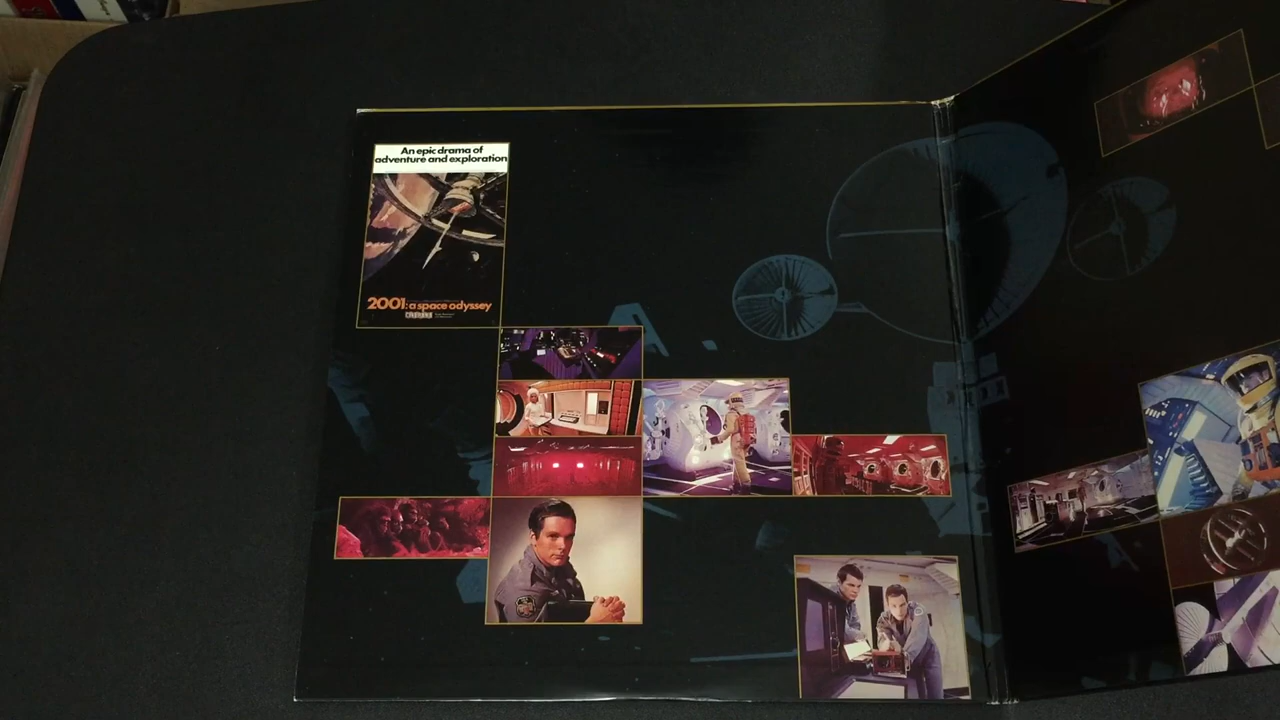 An epic drama of
adventure and exploration
2001: a space odyssey